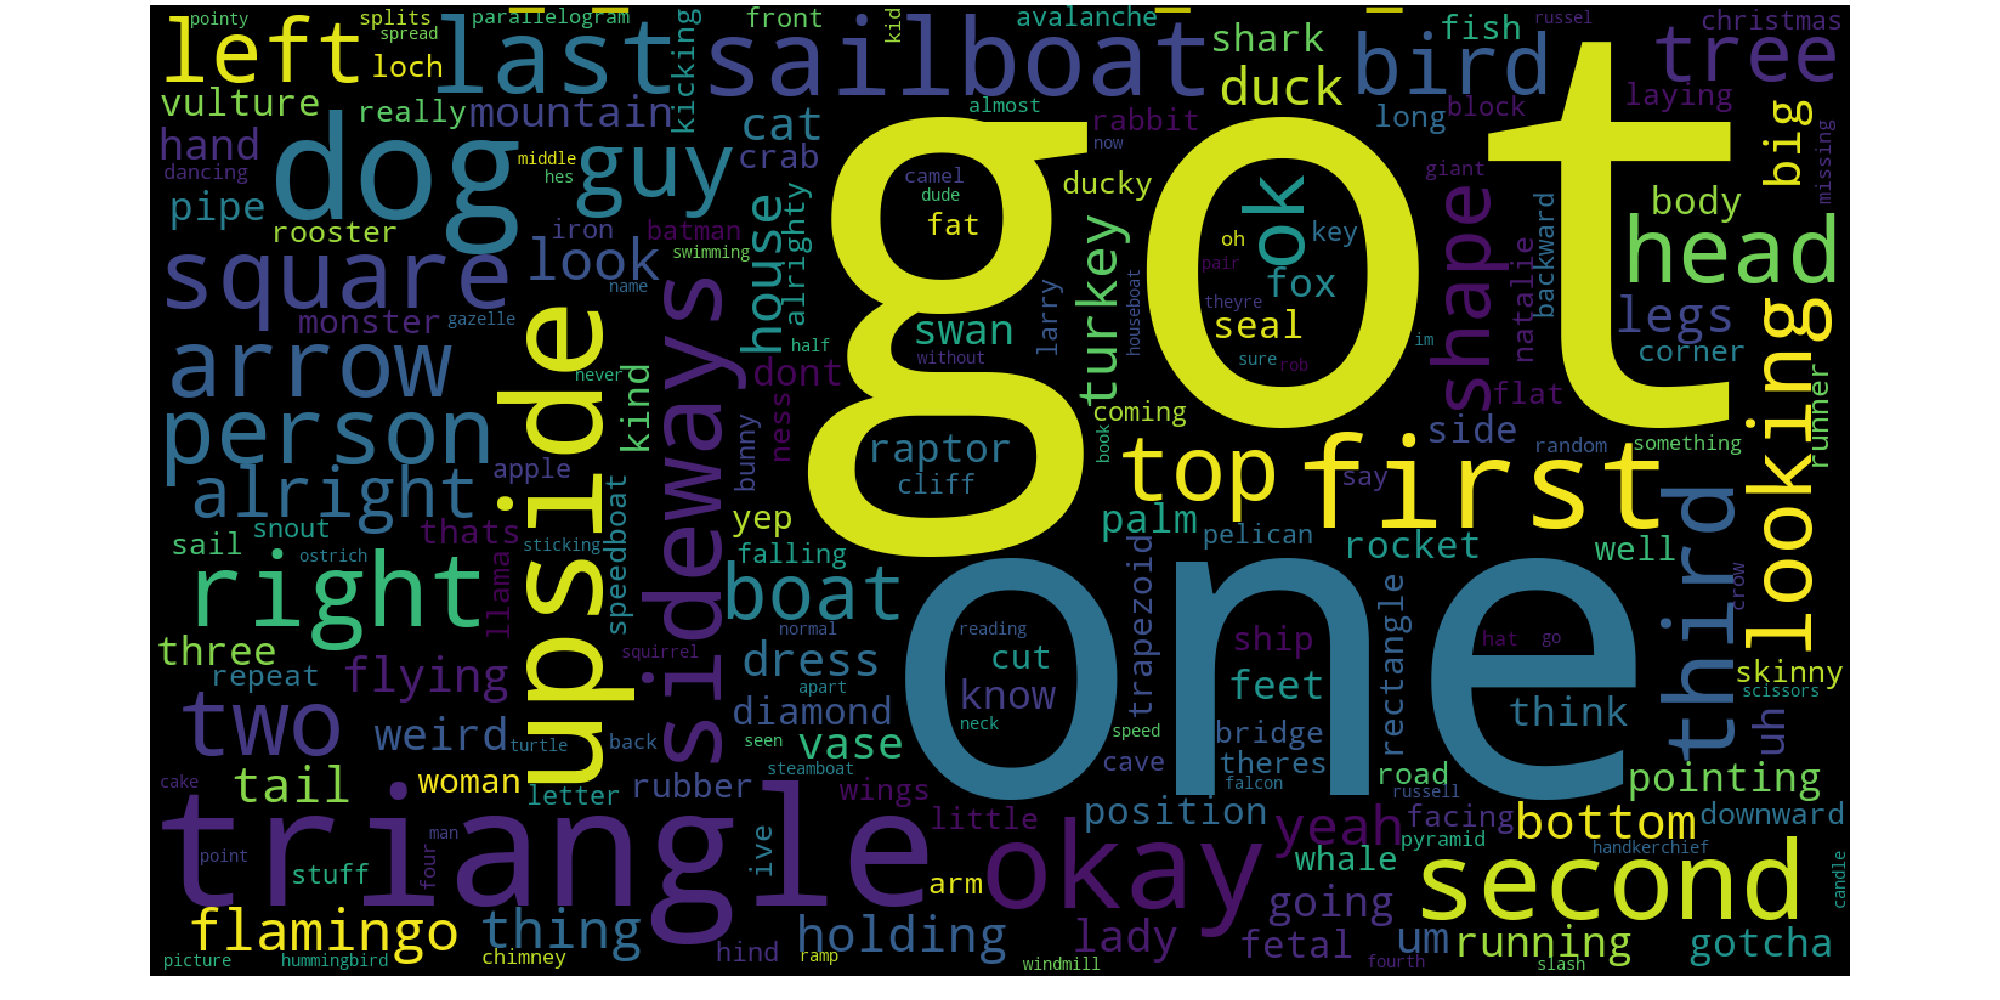 pointy
splits
parallelogram
front
kid
avalanche
russel
christmas
spread
left
loch
last
kicking
sailboat
shark
fish
bird
tree
vulture
really
mountain
cat
almost
duck
long
block
laying
big
hand
dog
middle
guy
crab
rabbit
now
dancing
hes
camel
ducky
giant
missing
pipe
dude
got
ok
shape
body
rooster
iron
batman
house
alrighty
fat
turkey
oh
key
natalie
backward
head
square
look
swimming
pair
fox
name
larry
houseboat
theyre
legs
monster
gazelle
upside
sideways
swan
seal
looking
arrow
half
without
sure
rob
im
corner
never
kind
dont
flat
runner
person
ness
coming
side
raptor
book
top
first
random
something
apple
bunny
cliff
say
alright
speedboat
yep
palm
third
snout
thats
sail
ostrich
sticking
falling
pelican
rocket
well
right
llama
boat
one
trapezoid
rectangle
crow
three
normal
reading
ship
hat
go
repeat
flying
squirrel
dress
cut
feet
skinny
apart
know
scissors
two
diamond
neck
think
weird
turtle
back
seen
vase
speed
bridge
uh
tail
woman
steamboat
cave
theres
road
pointing
cake
letter
rubber
wings
falcon
russell
triangle
little
position
facing
bottom
downward
man
ive
okay
yeah
pyramid
point
four
whale
handkerchief
stuff
arm
second
candle
going
flamingo
thing
holding
lady
fetal
um
running
gotcha
picture
hummingbird
chimney
hind
ramp
windmill
fourth
slash